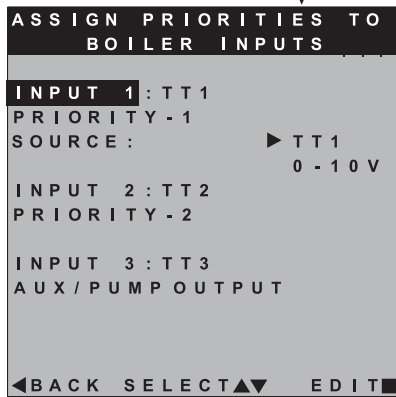 ASSIGN PRIORITIES TO
BOILER INPUTS
INPUT 1:TT1
PRIORITY-1
SOURCE: ▶TT1
0-10V
INPUT 2:TT2
PRIORITY-2
INPUT 3:TT3
AUX/PUMP OUTPUT
◀BACK SELECT▲▼ EDIT■